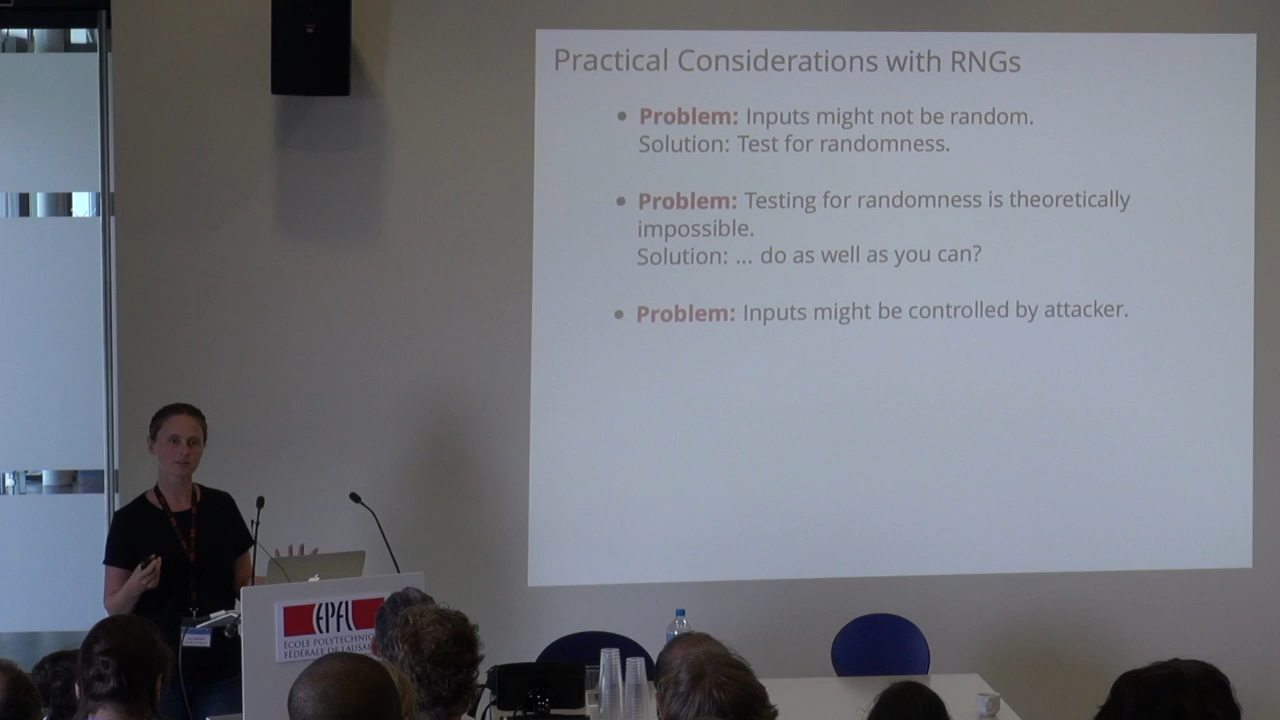 Practical Considerations with RNGs
• Problem: Inputs might not be random.
Solution: Test for randomness.
• Problem: Testing for randomness is theoretically
impossible.
Solution: ... do as well as you can?
• Problem: Inputs might be controlled by attacker.
EPFL
ÉCOLE POLYTECHNIQ
FÉDÉRALE DE LAUSA